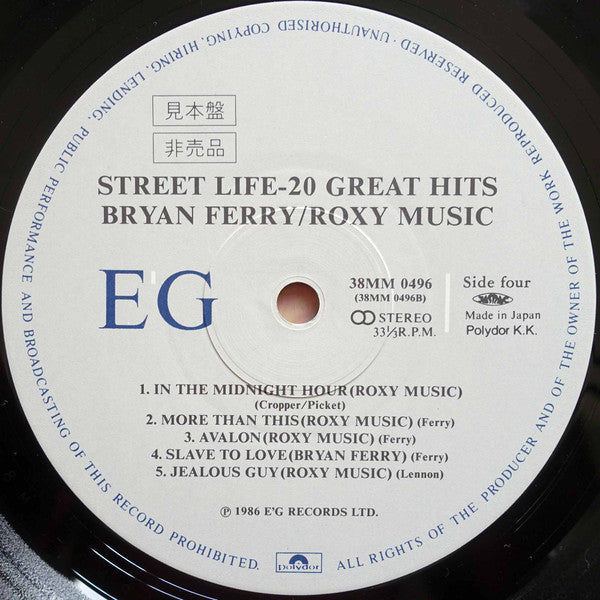 見本盤
非売品
STREET LIFE-20 GREAT HITS
BRYAN FERRY/ROXY MUSIC
E'G
38MM 0496
(38MM 0496B)
STEREO
33⅓R.P.M.
Side four
Made in Japan
Polydor K.K.
1. IN THE MIDNIGHT HOUR(ROXY MUSIC)
(Cropper/Picket)
2. MORE THAN THIS(ROXY MUSIC) (Ferry)
3. AVALON(ROXY MUSIC) (Ferry)
4. SLAVE TO LOVE(BRYAN FERRY) (Ferry)
5. JEALOUS GUY(ROXY MUSIC) (Lennon)
℗ 1986 E'G RECORDS LTD.
polydor
ALL RIGHTS OF THE PRODUCER AND OF THE OWNER OF THE WORK REPRODUCED RESERVED · UNAUTHORISED COPYING, HIRING, LENDING, PUBLIC PERFORMANCE AND BROADCASTING OF THIS RECORD PROHIBITED.